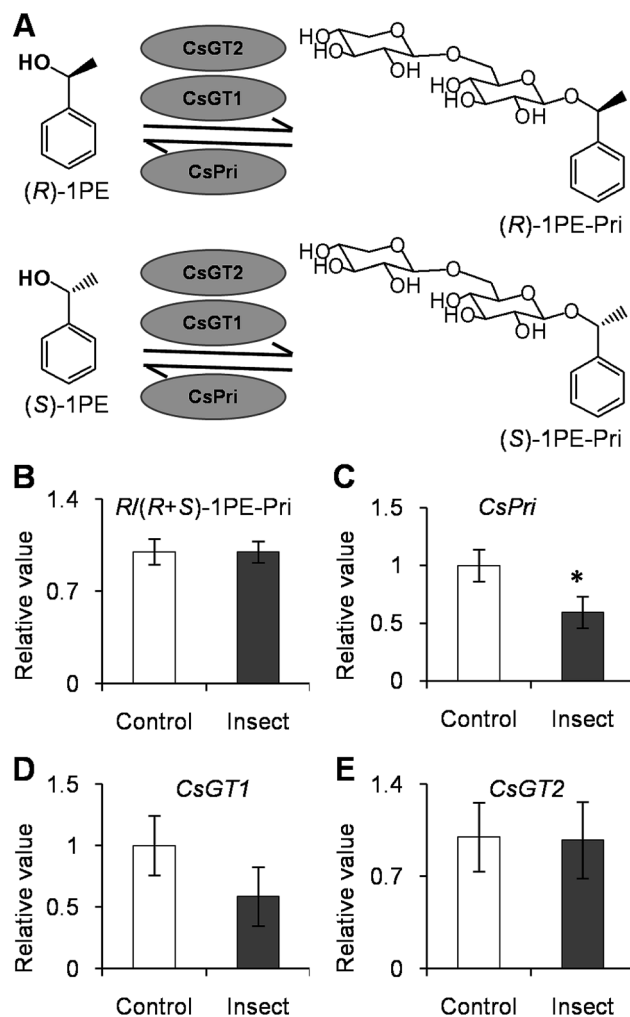 A
HO
CsGT2
CsGT1
CsPri
(R)-1PE
HO
HO
OH
O
O
HO
HO
OH
O
O
(R)-1PE-Pri
HO
CsGT2
CsGT1
CsPri
(S)-1PE
HO
HO
OH
O
O
HO
HO
OH
O
O
(S)-1PE-Pri
B
R/(R+S)-1PE-Pri
Relative value
1.4
0.7
0
Control Insect
C
CsPri
Relative value
1.5
1
0.5
0
*
Control Insect
D
CsGT1
Relative value
1.5
1
0.5
0
Control Insect
E
CsGT2
Relative value
1.4
0.7
0
Control Insect